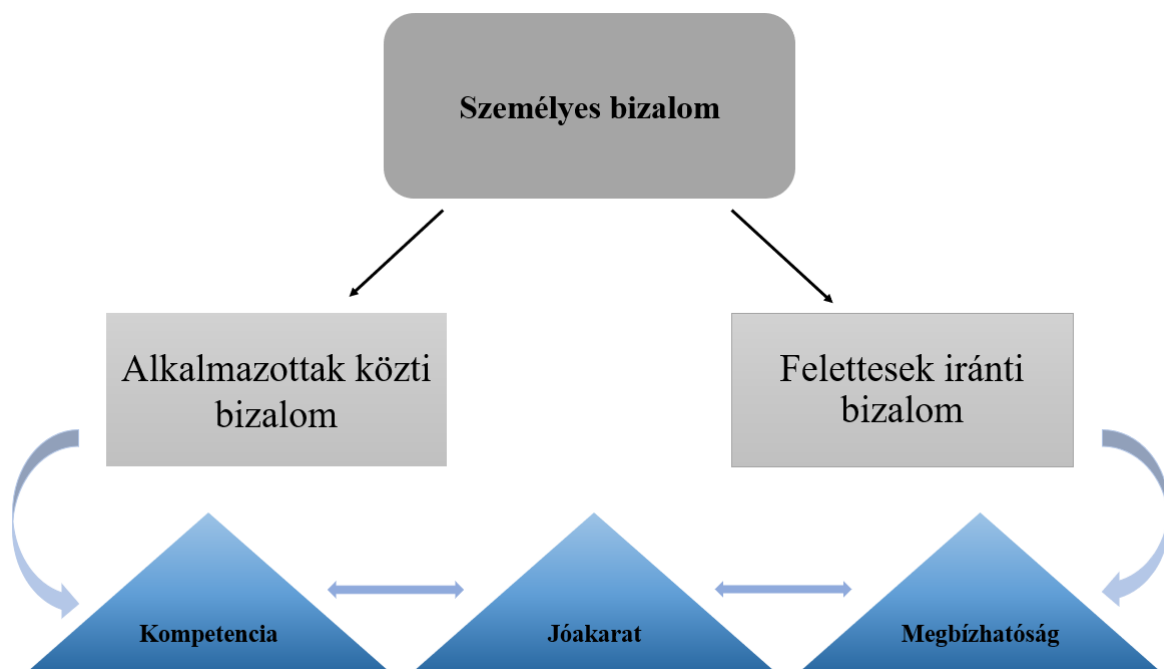 Személyes bizalom
Alkalmazottak közti
bizalom
Felettesek iránti
bizalom
Kompetencia
Jóakarat
Megbízhatóság